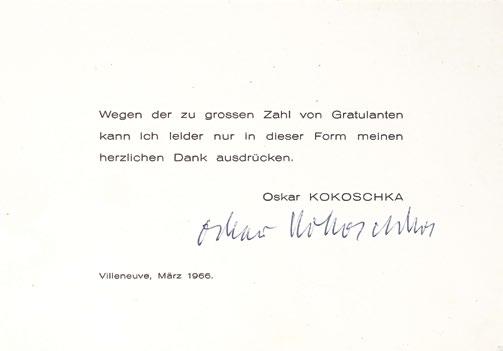 Wegen der zu grossen Zahl von Gratulanten
kann ich leider nur in dieser Form meinen
herzlichen Dank ausdrücken.
Oskar KOKOSCHKA
Oskar Kokoschka
Villeneuve, März 1966.